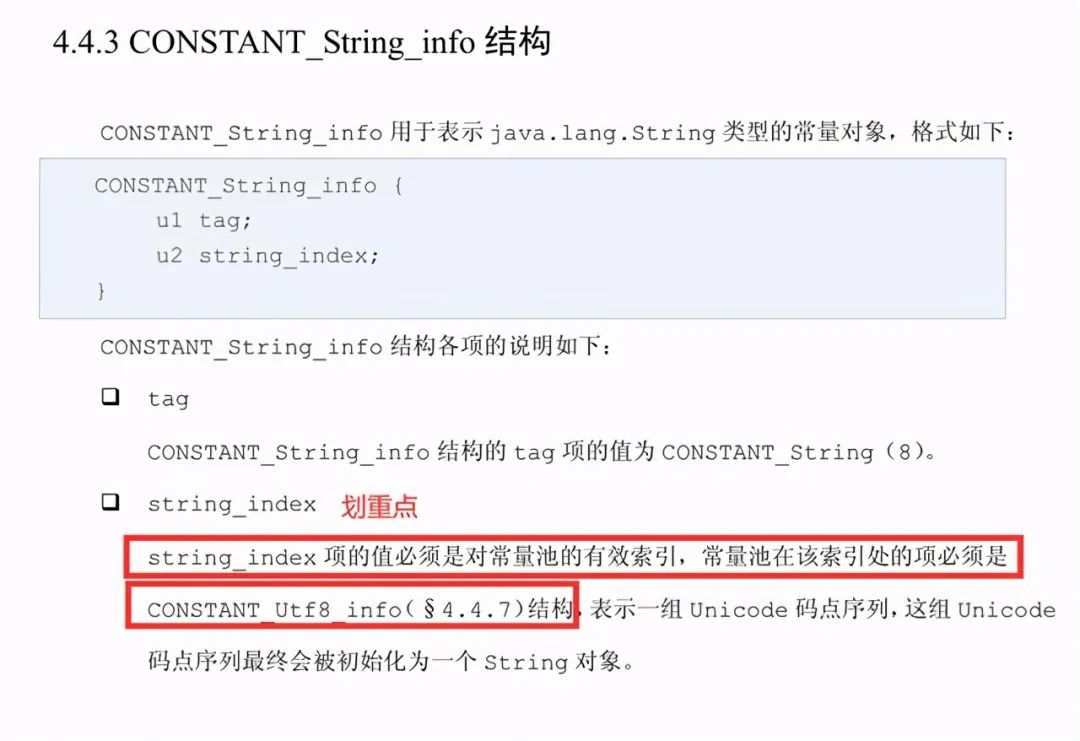 4.4.3 CONSTANT_String_info 结构
CONSTANT_String_info 用于表示 java.lang.String 类型的常量对象，格式如下：
CONSTANT_String_info {
u1 tag;
u2 string_index;
}
CONSTANT_String_info 结构各项的说明如下：
❑ tag
CONSTANT_String_info 结构的 tag 项的值为 CONSTANT_String（8）。
❑ string_index 划重点
string_index 项的值必须是对常量池的有效索引，常量池在该索引处的项必须是
CONSTANT_Utf8_info(§4.4.7)结构，表示一组 Unicode 码点序列，这组 Unicode
码点序列最终会被初始化为一个 String 对象。